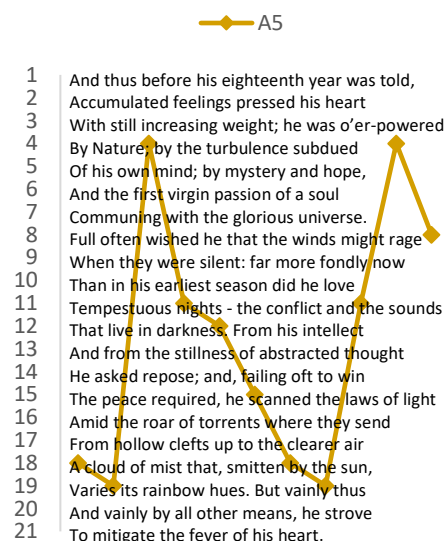 A5
1 And thus before his eighteenth year was told,
2 Accumulated feelings pressed his heart
3 With still increasing weight; he was o’er-powered
4 By Nature; by the turbulence subdued
5 Of his own mind; by mystery and hope,
6 And the first virgin passion of a soul
7 Communing with the glorious universe.
8 Full often wished he that the winds might rage
9 When they were silent: far more fondly now
10 Than in his earliest season did he love
11 Tempestuous nights - the conflict and the sounds
12 That live in darkness. From his intellect
13 And from the stillness of abstracted thought
14 He asked repose; and, failing oft to win
15 The peace required, he scanned the laws of light
16 Amid the roar of torrents where they send
17 From hollow clefts up to the clearer air
18 A cloud of mist that, smitten by the sun,
19 Varies its rainbow hues. But vainly thus
20 And vainly by all other means, he strove
21 To mitigate the fever of his heart.